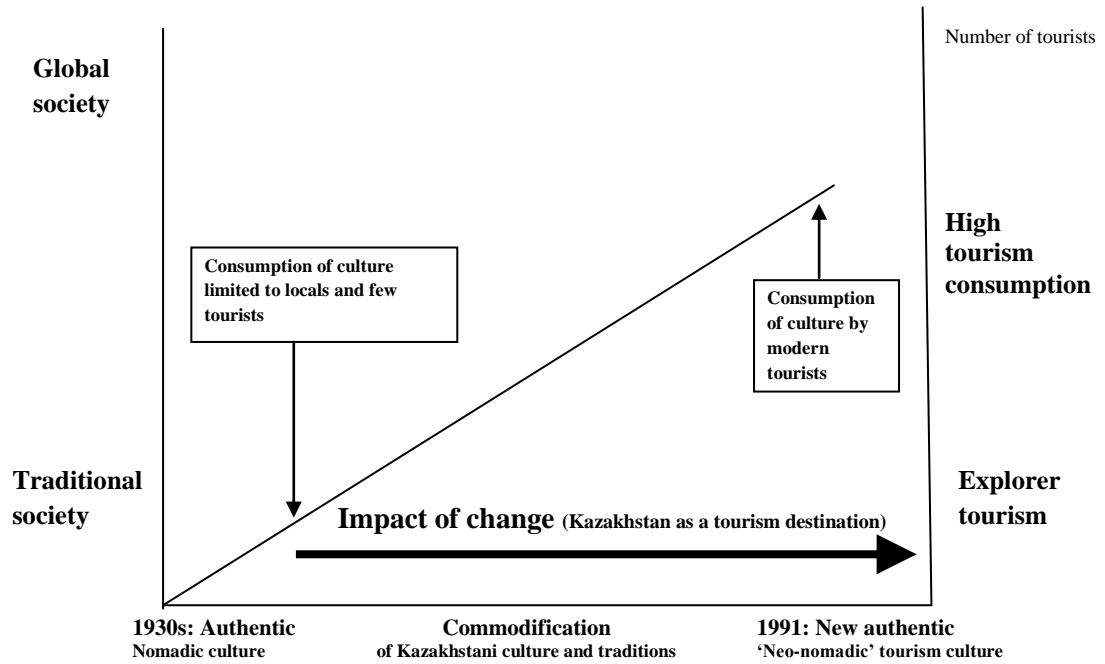 Number of tourists
Global
society
High
tourism
consumption
Consumption of culture
limited to locals and few
tourists
Consumption
of culture by
modern
tourists
Traditional
society
Explorer
tourism
Impact of change (Kazakhstan as a tourism destination)
1930s: Authentic
Nomadic culture
Commodification
of Kazakhstani culture and traditions
1991: New authentic
‘Neo-nomadic’ tourism culture